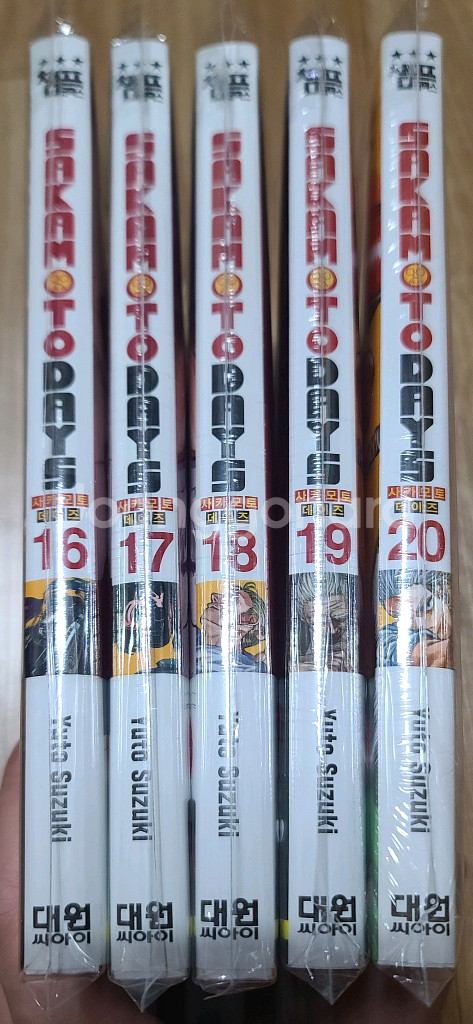 챔프
SAKAMOTO DAYS
사카모토
데이즈
16
Yuto Suzuki
대원
씨아이
챔프
SAKAMOTO DAYS
사카모토
데이즈
17
Yuto Suzuki
대원
씨아이
챔프
SAKAMOTO DAYS
사카모토
데이즈
18
Yuto Suzuki
대원
씨아이
챔프
SAKAMOTO DAYS
사카모토
데이즈
19
Yuto Suzuki
대원
씨아이
챔프
SAKAMOTO DAYS
사카모토
데이즈
20
Yuto Suzuki
대원
씨아이